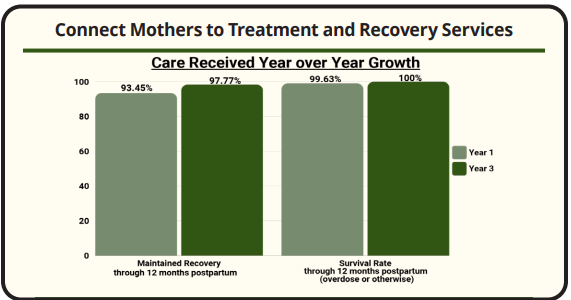 Connect Mothers to Treatment and Recovery Services
Care Received Year over Year Growth
100
80
60
40
20
0
93.45%
97.77%
99.63%
100%
Maintained Recovery
through 12 months postpartum
Survival Rate
through 12 months postpartum
(overdose or otherwise)
Year 1
Year 3